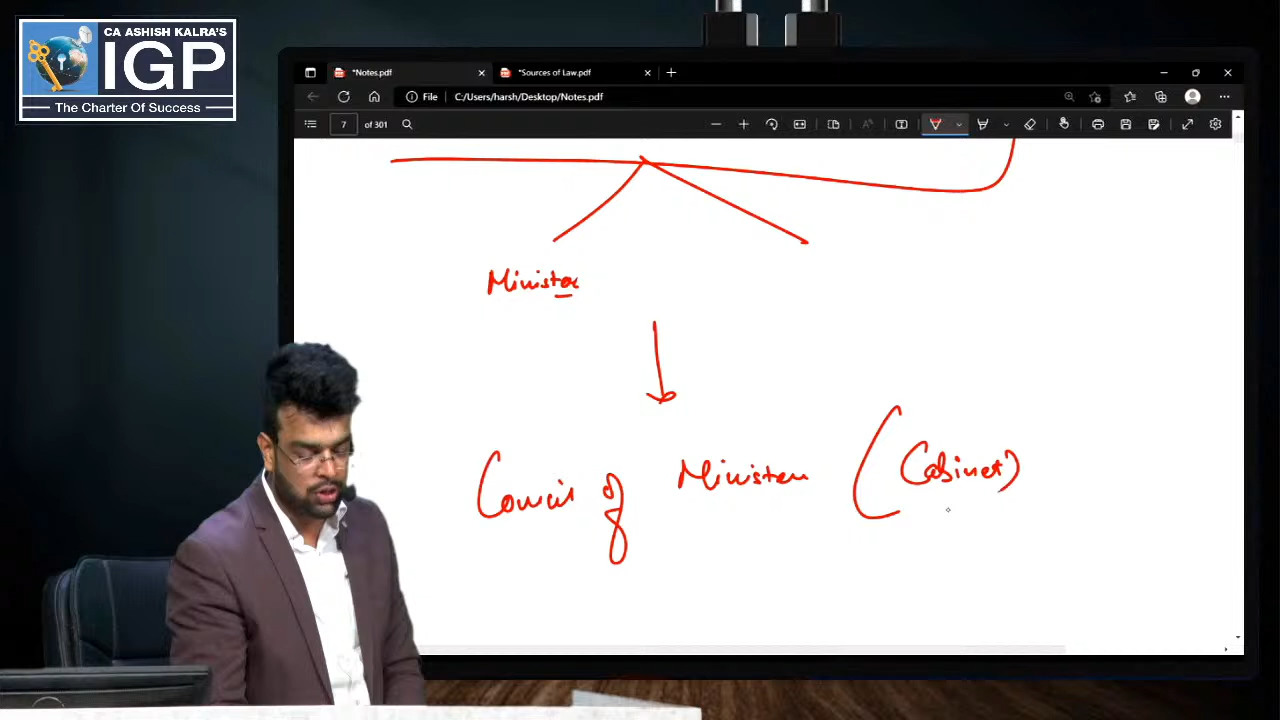 CA ASHISH KALRA'S
IGP
The Charter Of Success
*Notes.pdf
*Sources of Law.pdf
File C:/Users/harsh/Desktop/Notes.pdf
7 of 301
Minister
Council of Ministers (Cabinet)